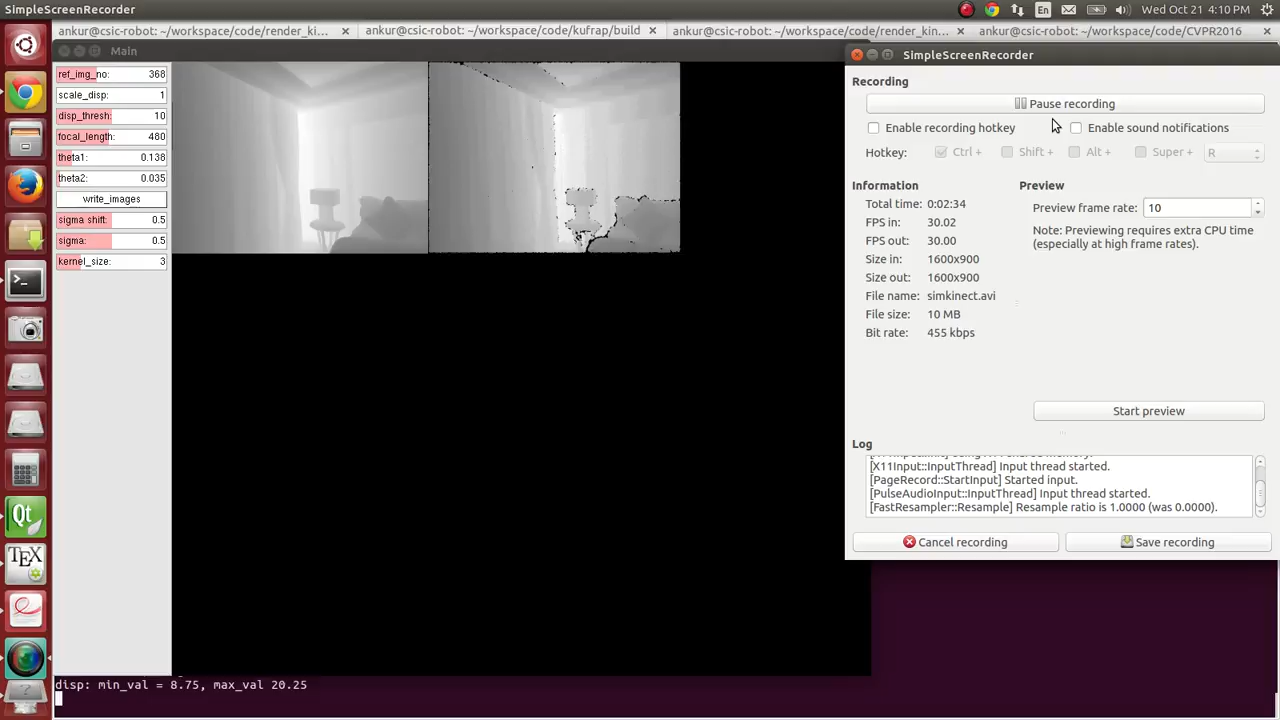 SimpleScreenRecorder
En
Wed Oct 21 4:10 PM
ankur@csic-robot: ~/workspace/code/render_kin...
ankur@csic-robot: ~/workspace/code/kufrap/build
ankur@csic-robot: ~/workspace/code/render_kin...
ankur@csic-robot: ~/workspace/code/CVPR2016
Main
ref_img_no: 368
scale_disp: 1
disp_thresh: 10
focal_length: 480
theta1: 0.138
theta2: 0.035
write_images
sigma shift: 0.5
sigma: 0.5
kernel_size: 3
SimpleScreenRecorder
Recording
Pause recording
Enable recording hotkey
Enable sound notifications
Hotkey: Ctrl + Shift + Alt + Super + R
Information
Total time: 0:02:34
FPS in: 30.02
FPS out: 30.00
Size in: 1600x900
Size out: 1600x900
File name: simkinect.avi
File size: 10 MB
Bit rate: 455 kbps
Preview
Preview frame rate: 10
Note: Previewing requires extra CPU time
(especially at high frame rates).
Start preview
Log
[X11Input::InputThread] Input thread started.
[PageRecord::StartInput] Started input.
[PulseAudioInput::InputThread] Input thread started.
[FastResampler::Resample] Resample ratio is 1.0000 (was 0.0000).
Cancel recording
Save recording
Qt
TEX
disp: min_val = 8.75, max_val 20.25